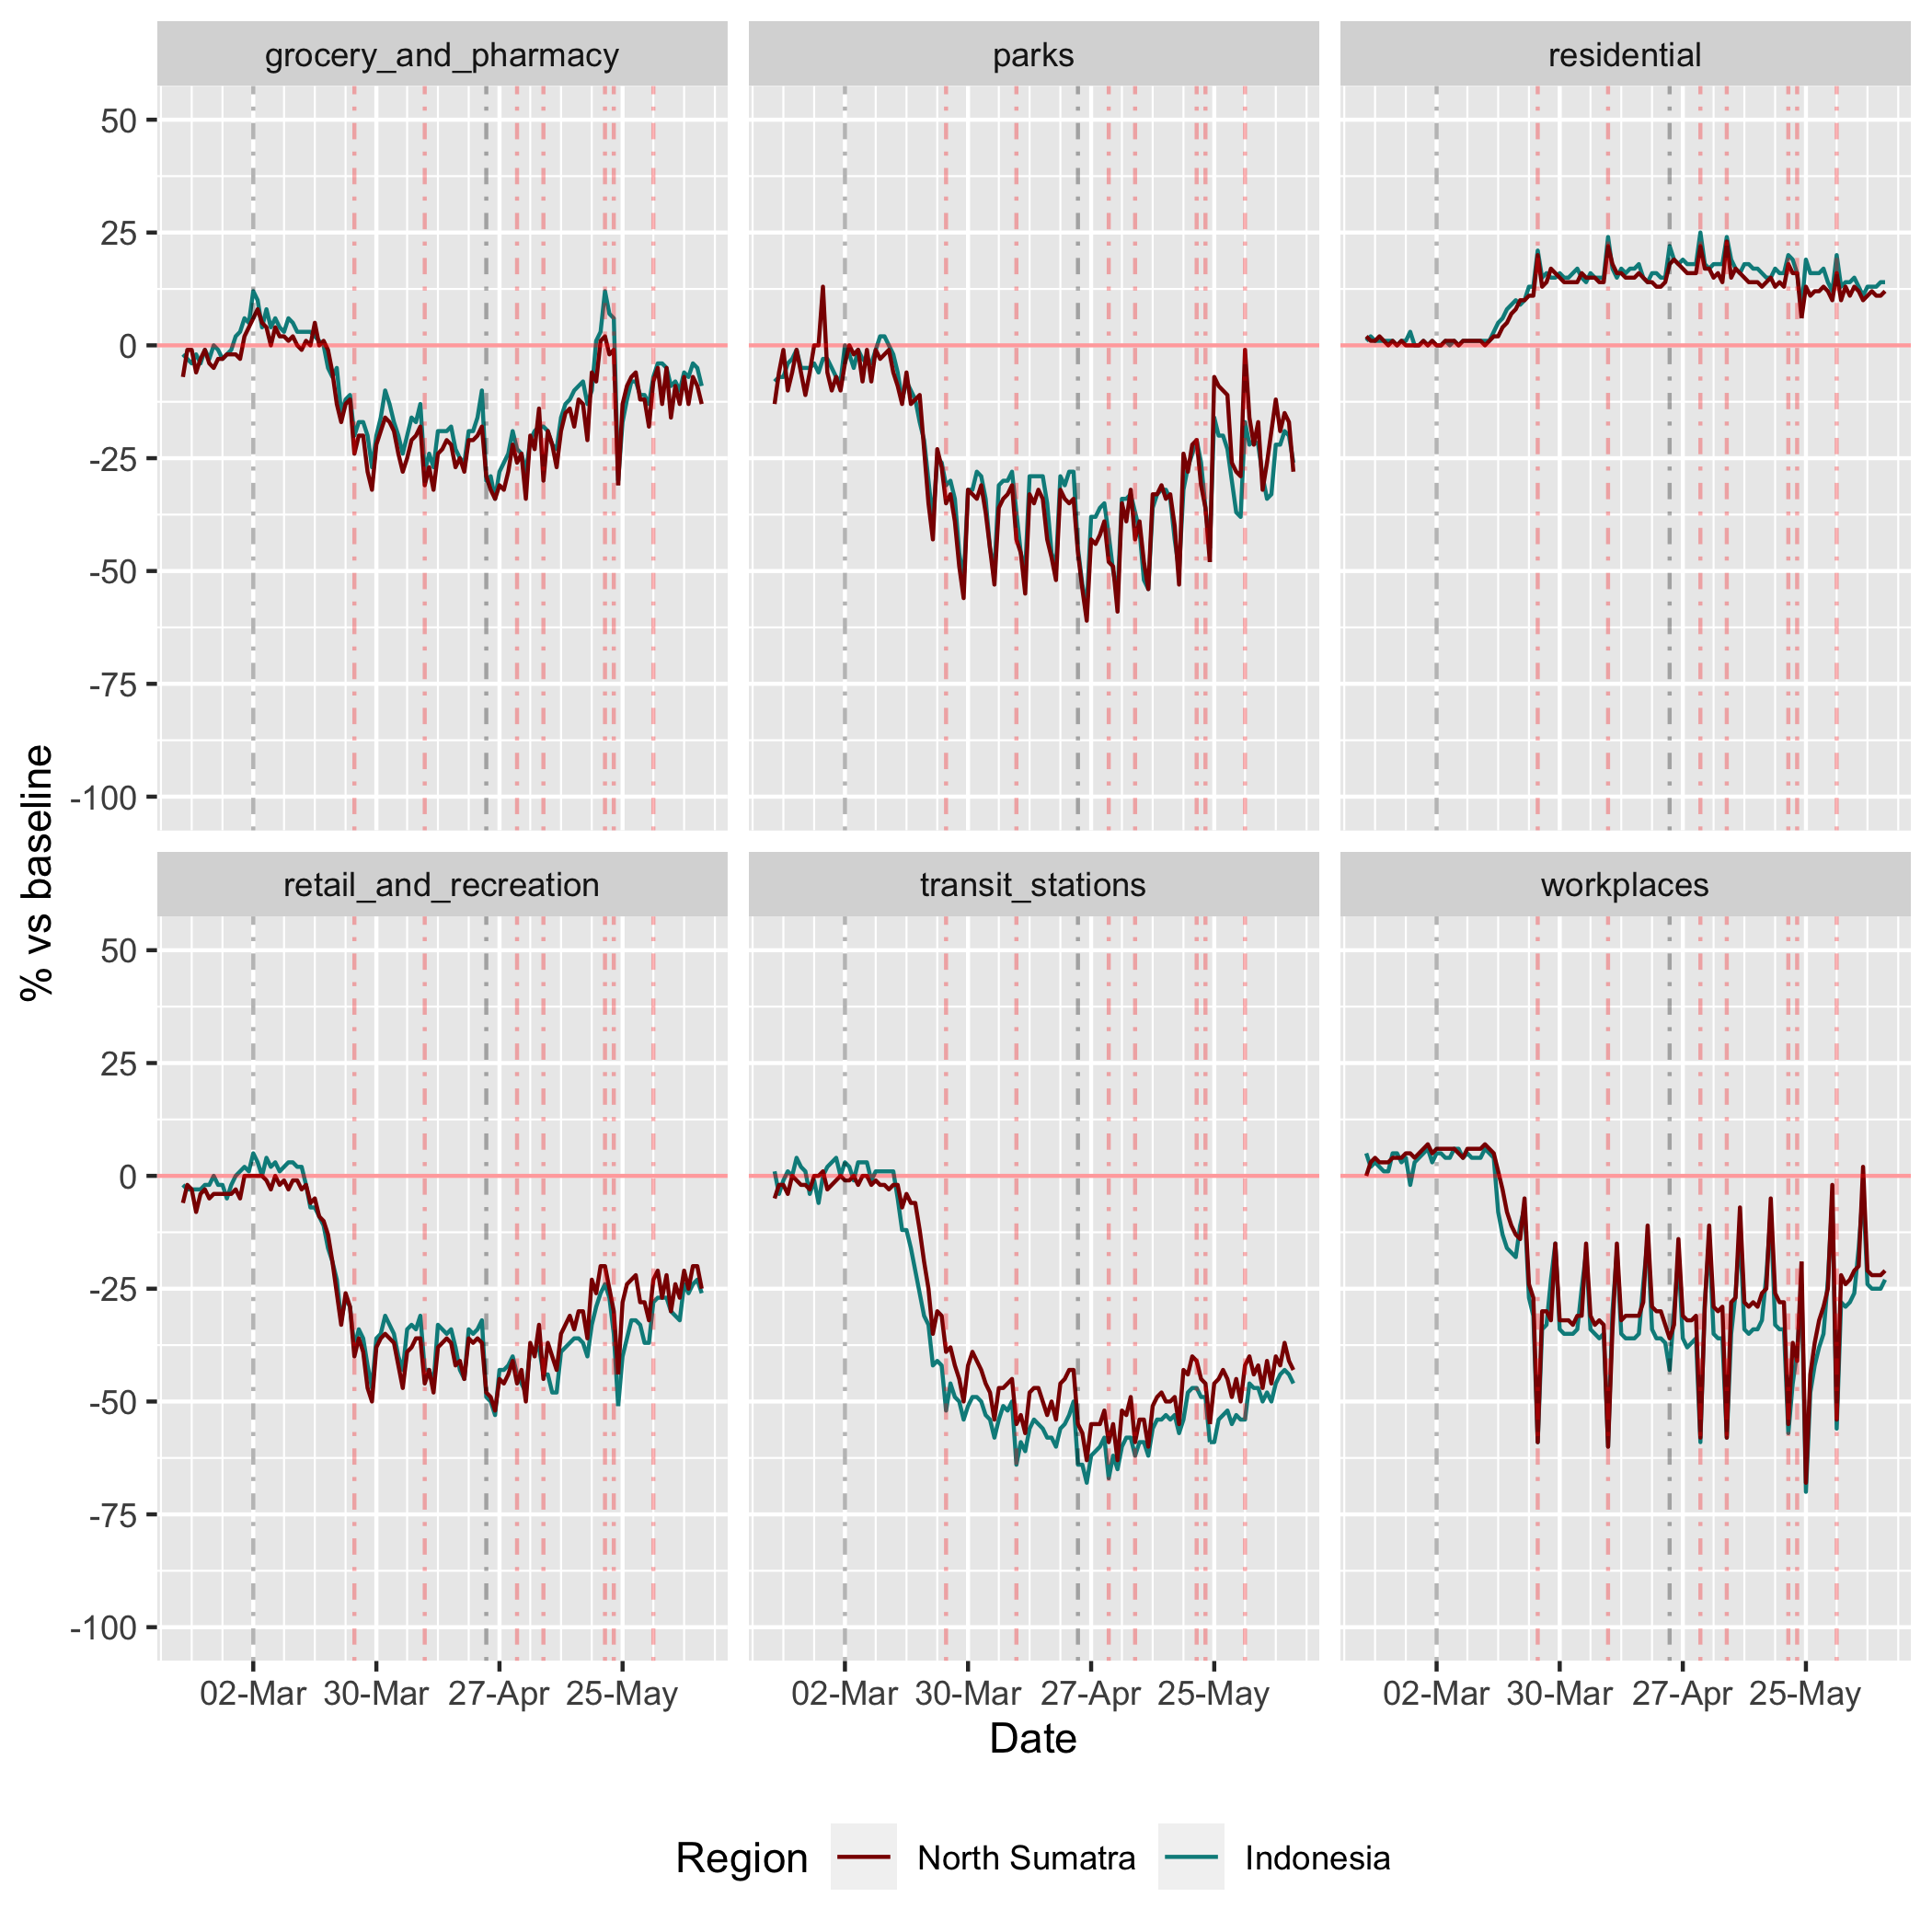 grocery_and_pharmacy parks residential
50
25
0
-25
-50
-75
-100
% vs baseline
retail_and_recreation transit_stations workplaces
50
25
0
-25
-50
-75
-100
02-Mar 30-Mar 27-Apr 25-May 02-Mar 30-Mar 27-Apr 25-May 02-Mar 30-Mar 27-Apr 25-May
Date
Region North Sumatra Indonesia